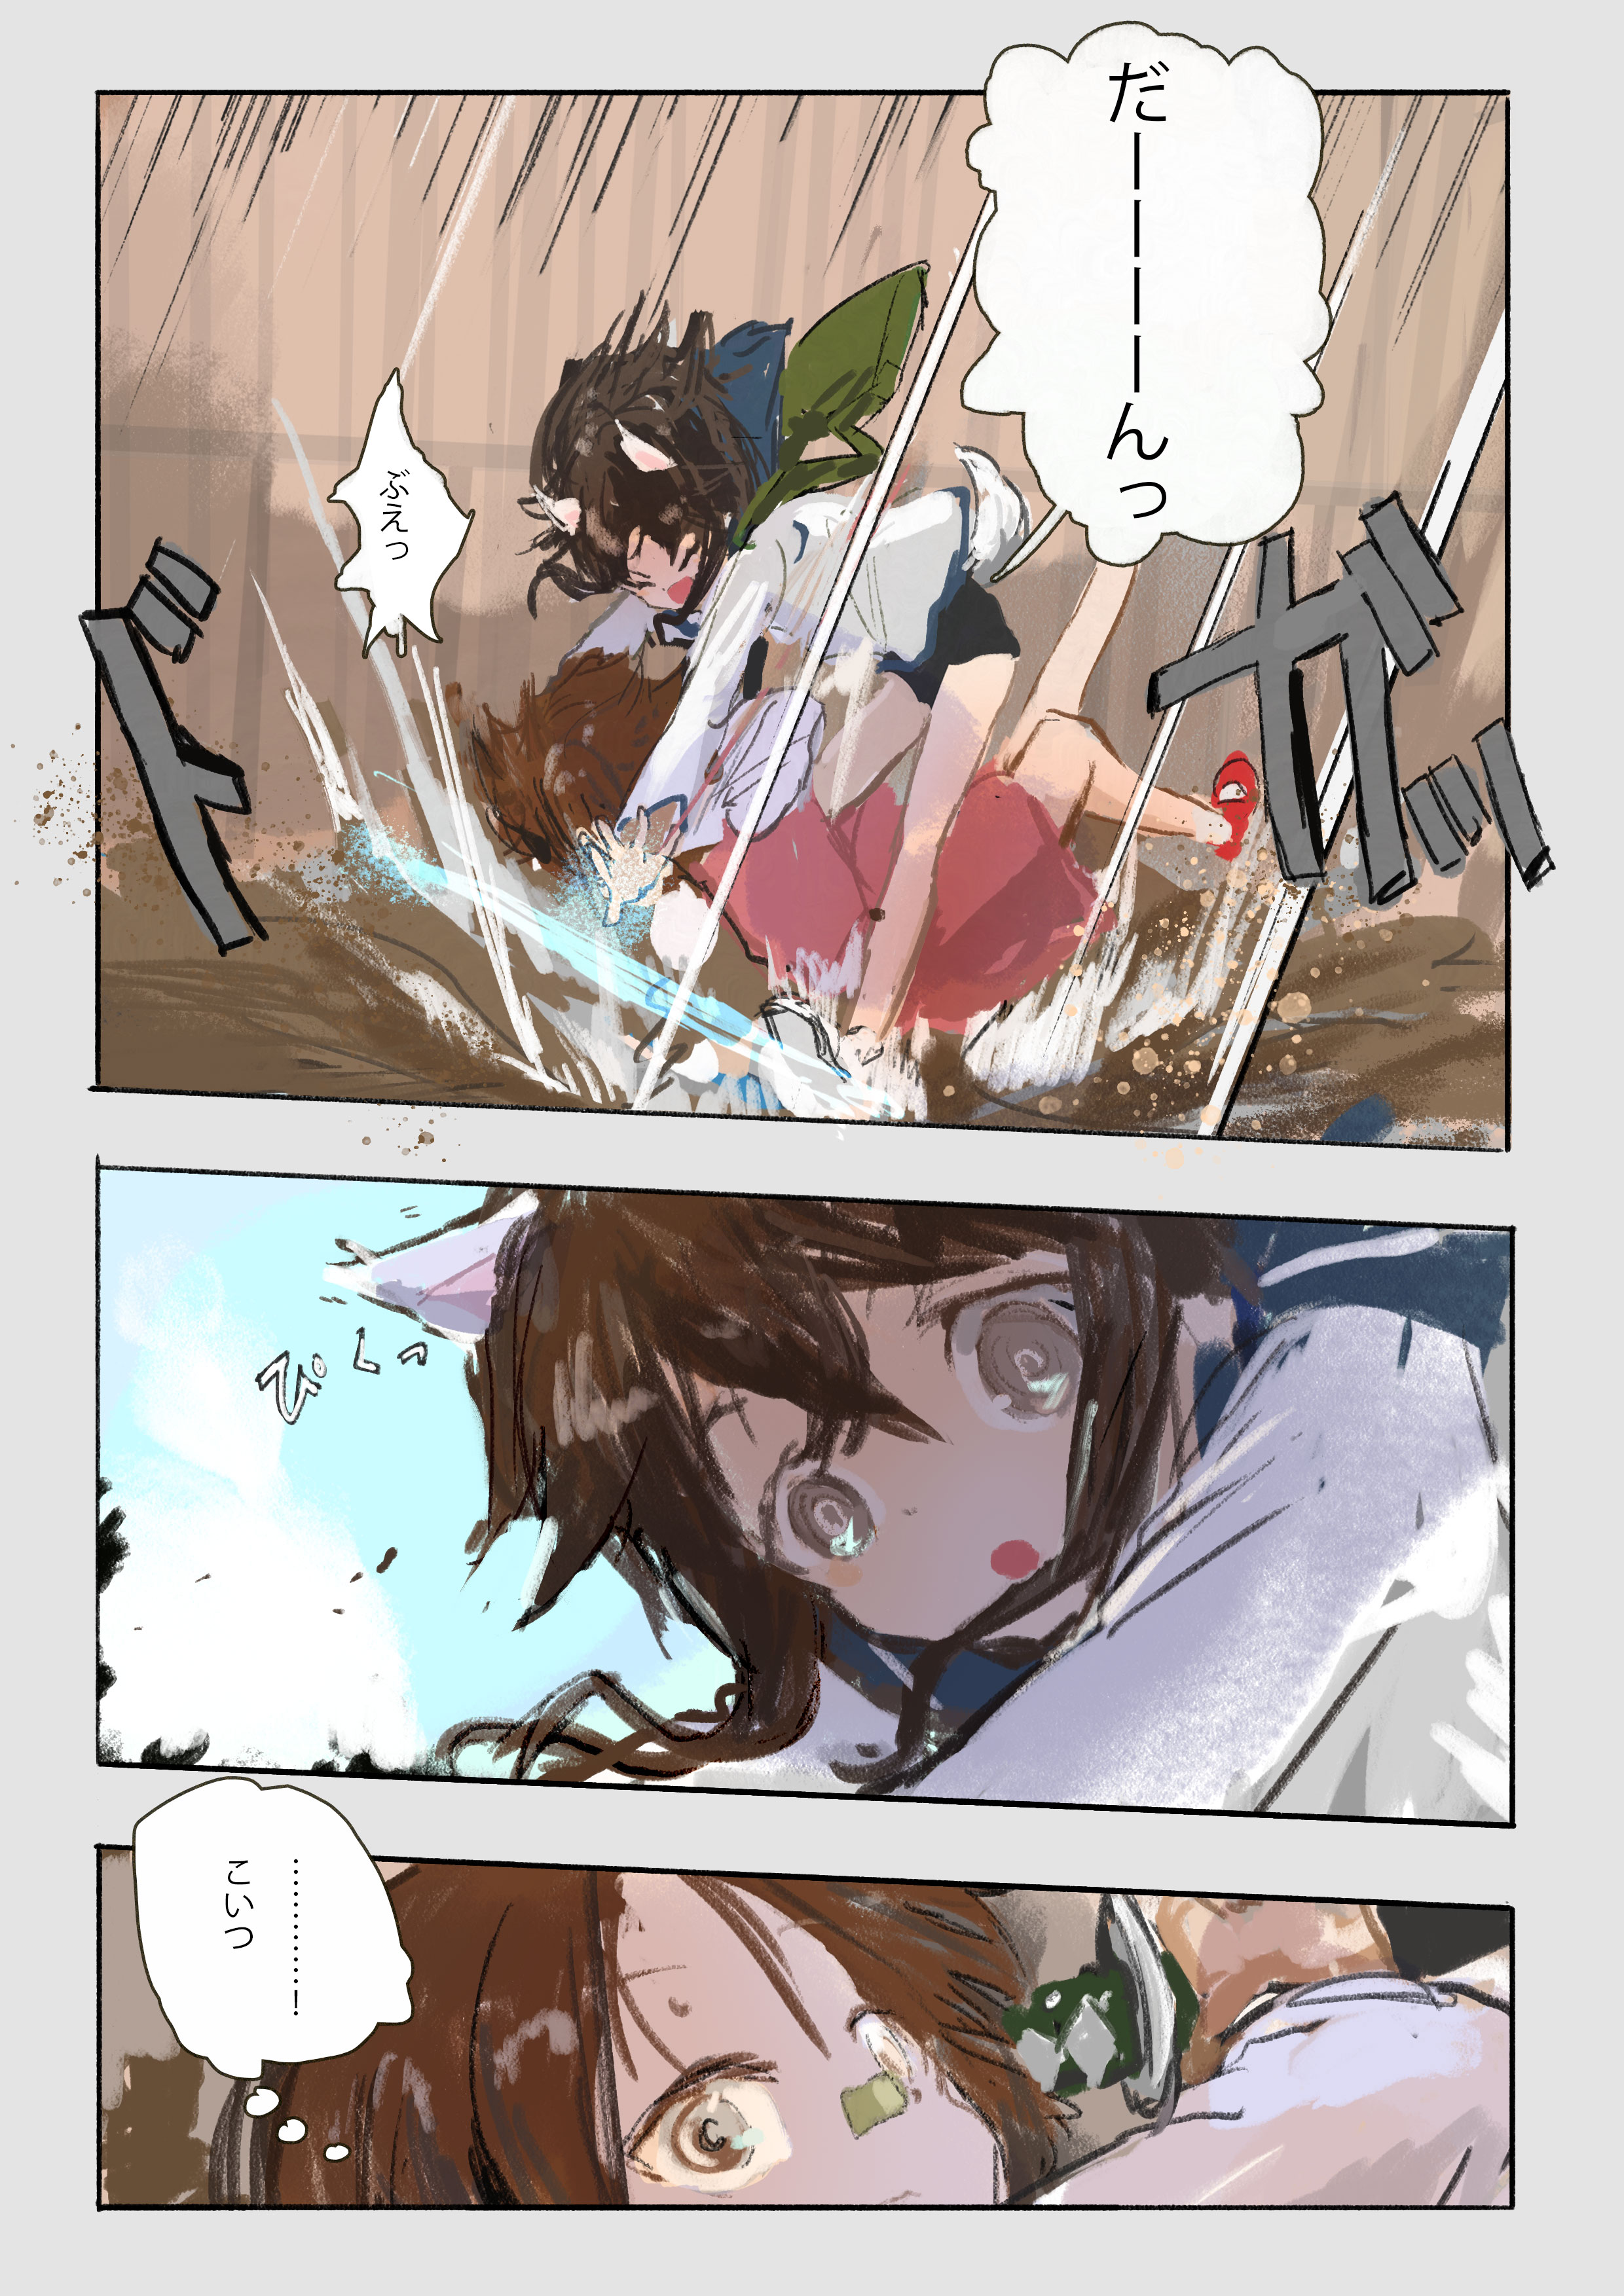 だーーーーんっ
ガッ
ぶえっ
ド
ぴくっ
…………!
こいつ